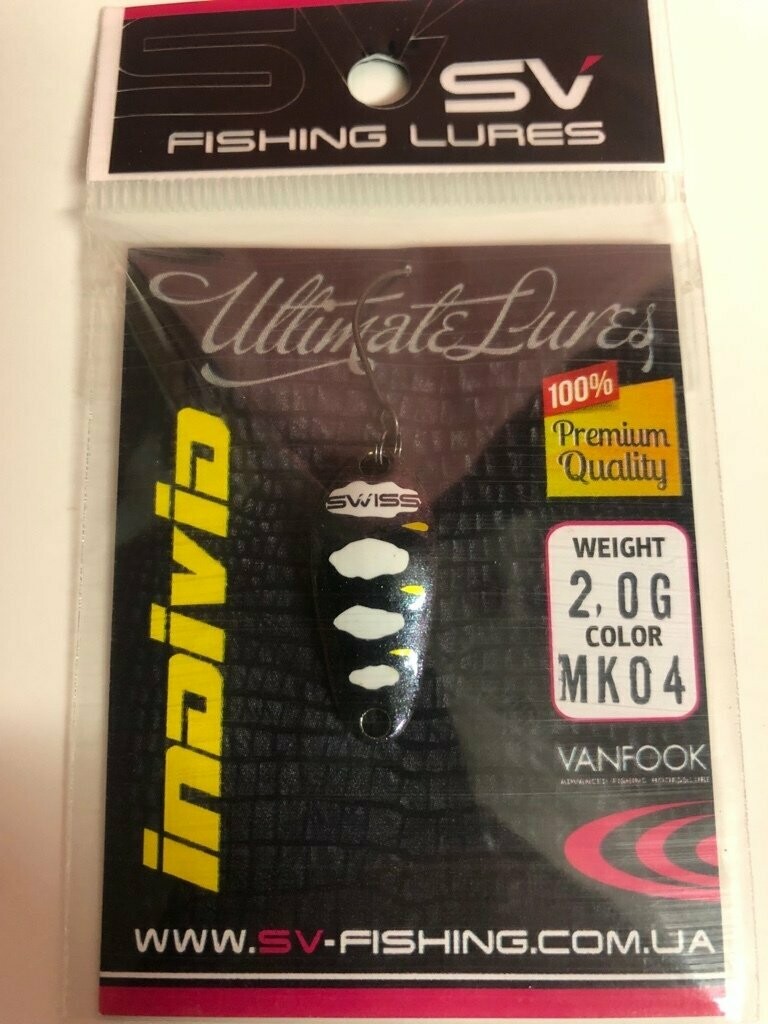 SV
FISHING LURES
Ultimate Lures
100%
Premium
Quality
individ
SWISS
WEIGHT
2,0G
COLOR
MK04
VANFOOK
WWW.SV-FISHING.COM.UA